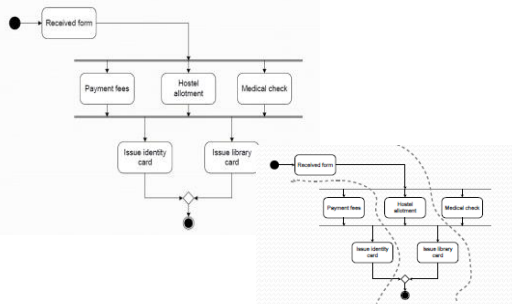 Received form
Payment fees
Hostel
allotment
Medical check
Issue identity
card
Issue library
card
Received form
Payment fees
Hostel
allotment
Medical check
Issue identity
card
Issue library
card